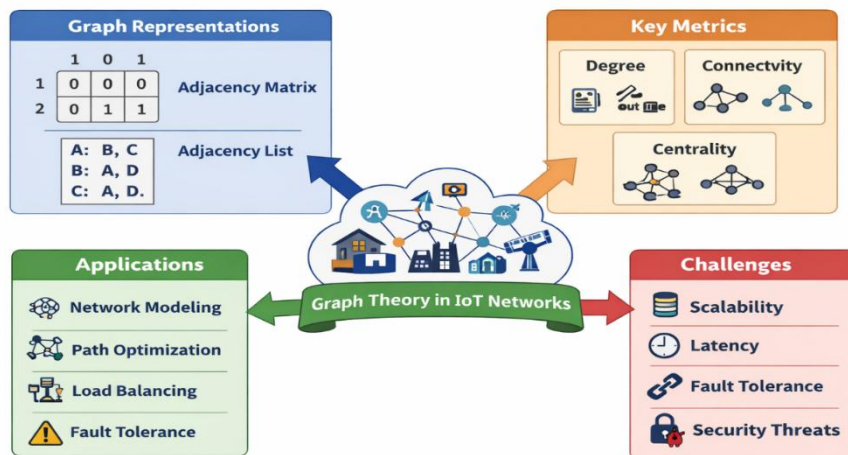 Graph Representations
1 0 1
1 0 0 0
2 0 1 1
Adjacency Matrix
A: B, C
B: A, D
C: A, D.
Adjacency List
Key Metrics
Degree
out
Connectvity
Centrality
Graph Theory in IoT Networks
Applications
Network Modeling
Path Optimization
Load Balancing
Fault Tolerance
Challenges
Scalability
Latency
Fault Tolerance
Security Threats